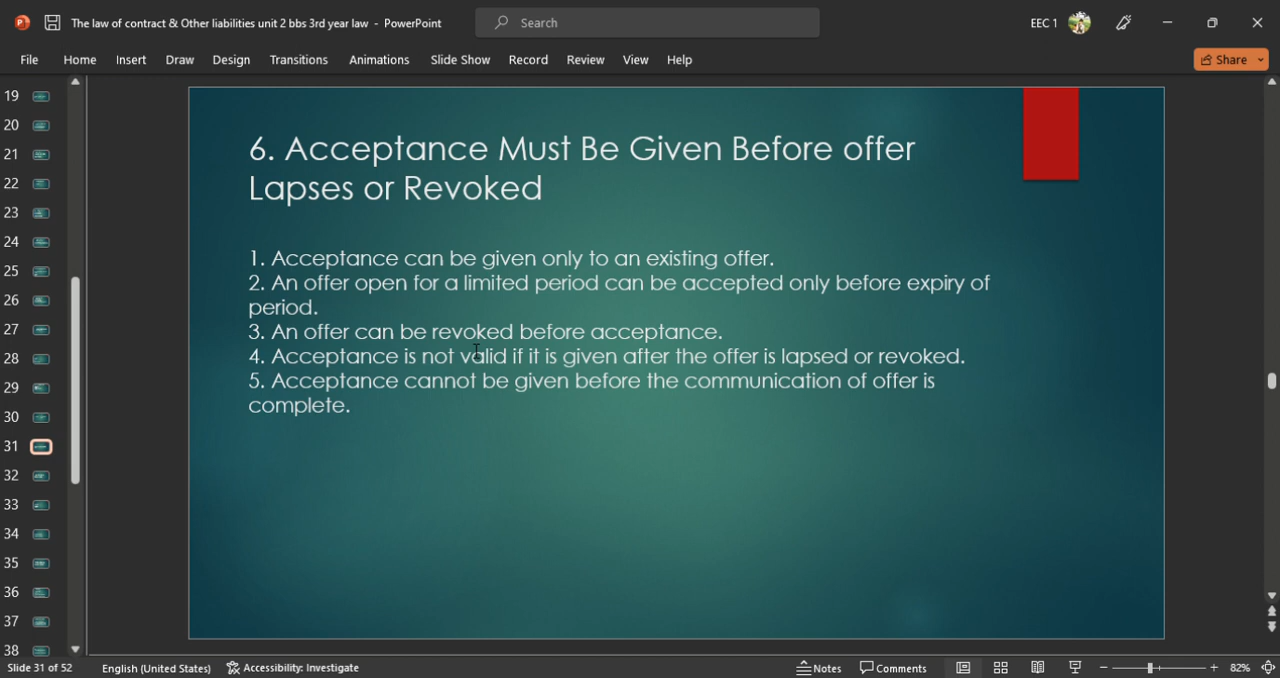 The law of contract & Other liabilities unit 2 bbs 3rd year law - PowerPoint
Search
EEC 1
File Home Insert Draw Design Transitions Animations Slide Show Record Review View Help
Share
19
20
21
22
23
24
25
26
27
28
29
30
31
32
33
34
35
36
37
38
6. Acceptance Must Be Given Before offer
Lapses or Revoked
1. Acceptance can be given only to an existing offer.
2. An offer open for a limited period can be accepted only before expiry of
period.
3. An offer can be revoked before acceptance.
4. Acceptance is not valid if it is given after the offer is lapsed or revoked.
5. Acceptance cannot be given before the communication of offer is
complete.
Slide 31 of 52 English (United States) Accessibility: Investigate Notes Comments 82%